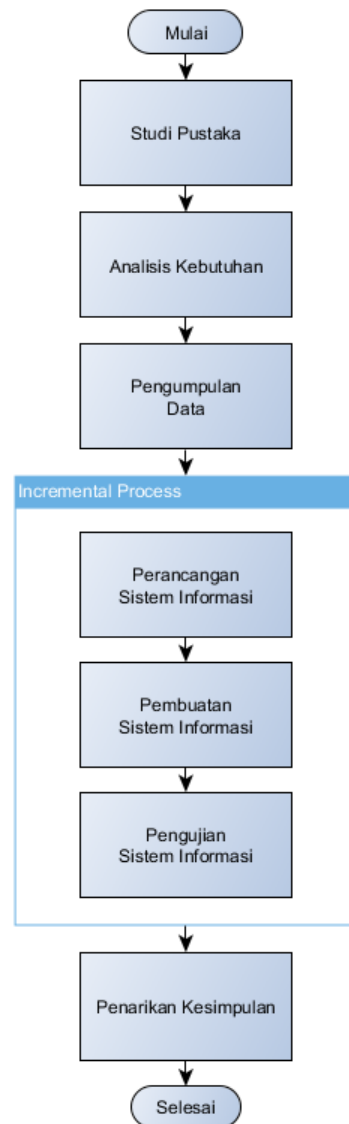 Mulai
Studi Pustaka
Analisis Kebutuhan
Pengumpulan
Data
Incremental Process
Perancangan
Sistem Informasi
Pembuatan
Sistem Informasi
Pengujian
Sistem Informasi
Penarikan Kesimpulan
Selesai